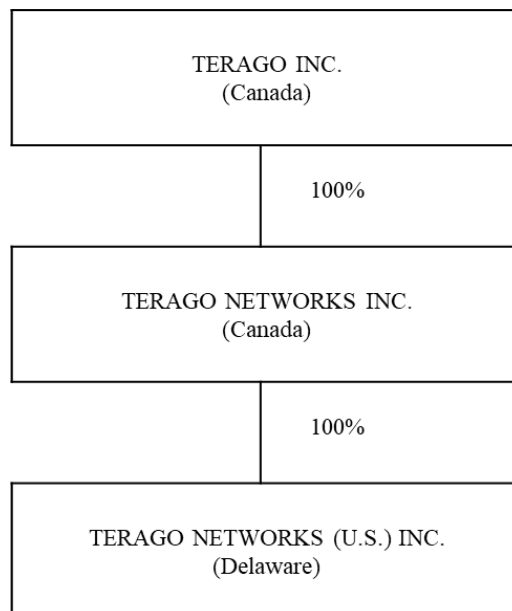 TERAGO INC.
(Canada)
100%
TERAGO NETWORKS INC.
(Canada)
100%
TERAGO NETWORKS (U.S.) INC.
(Delaware)